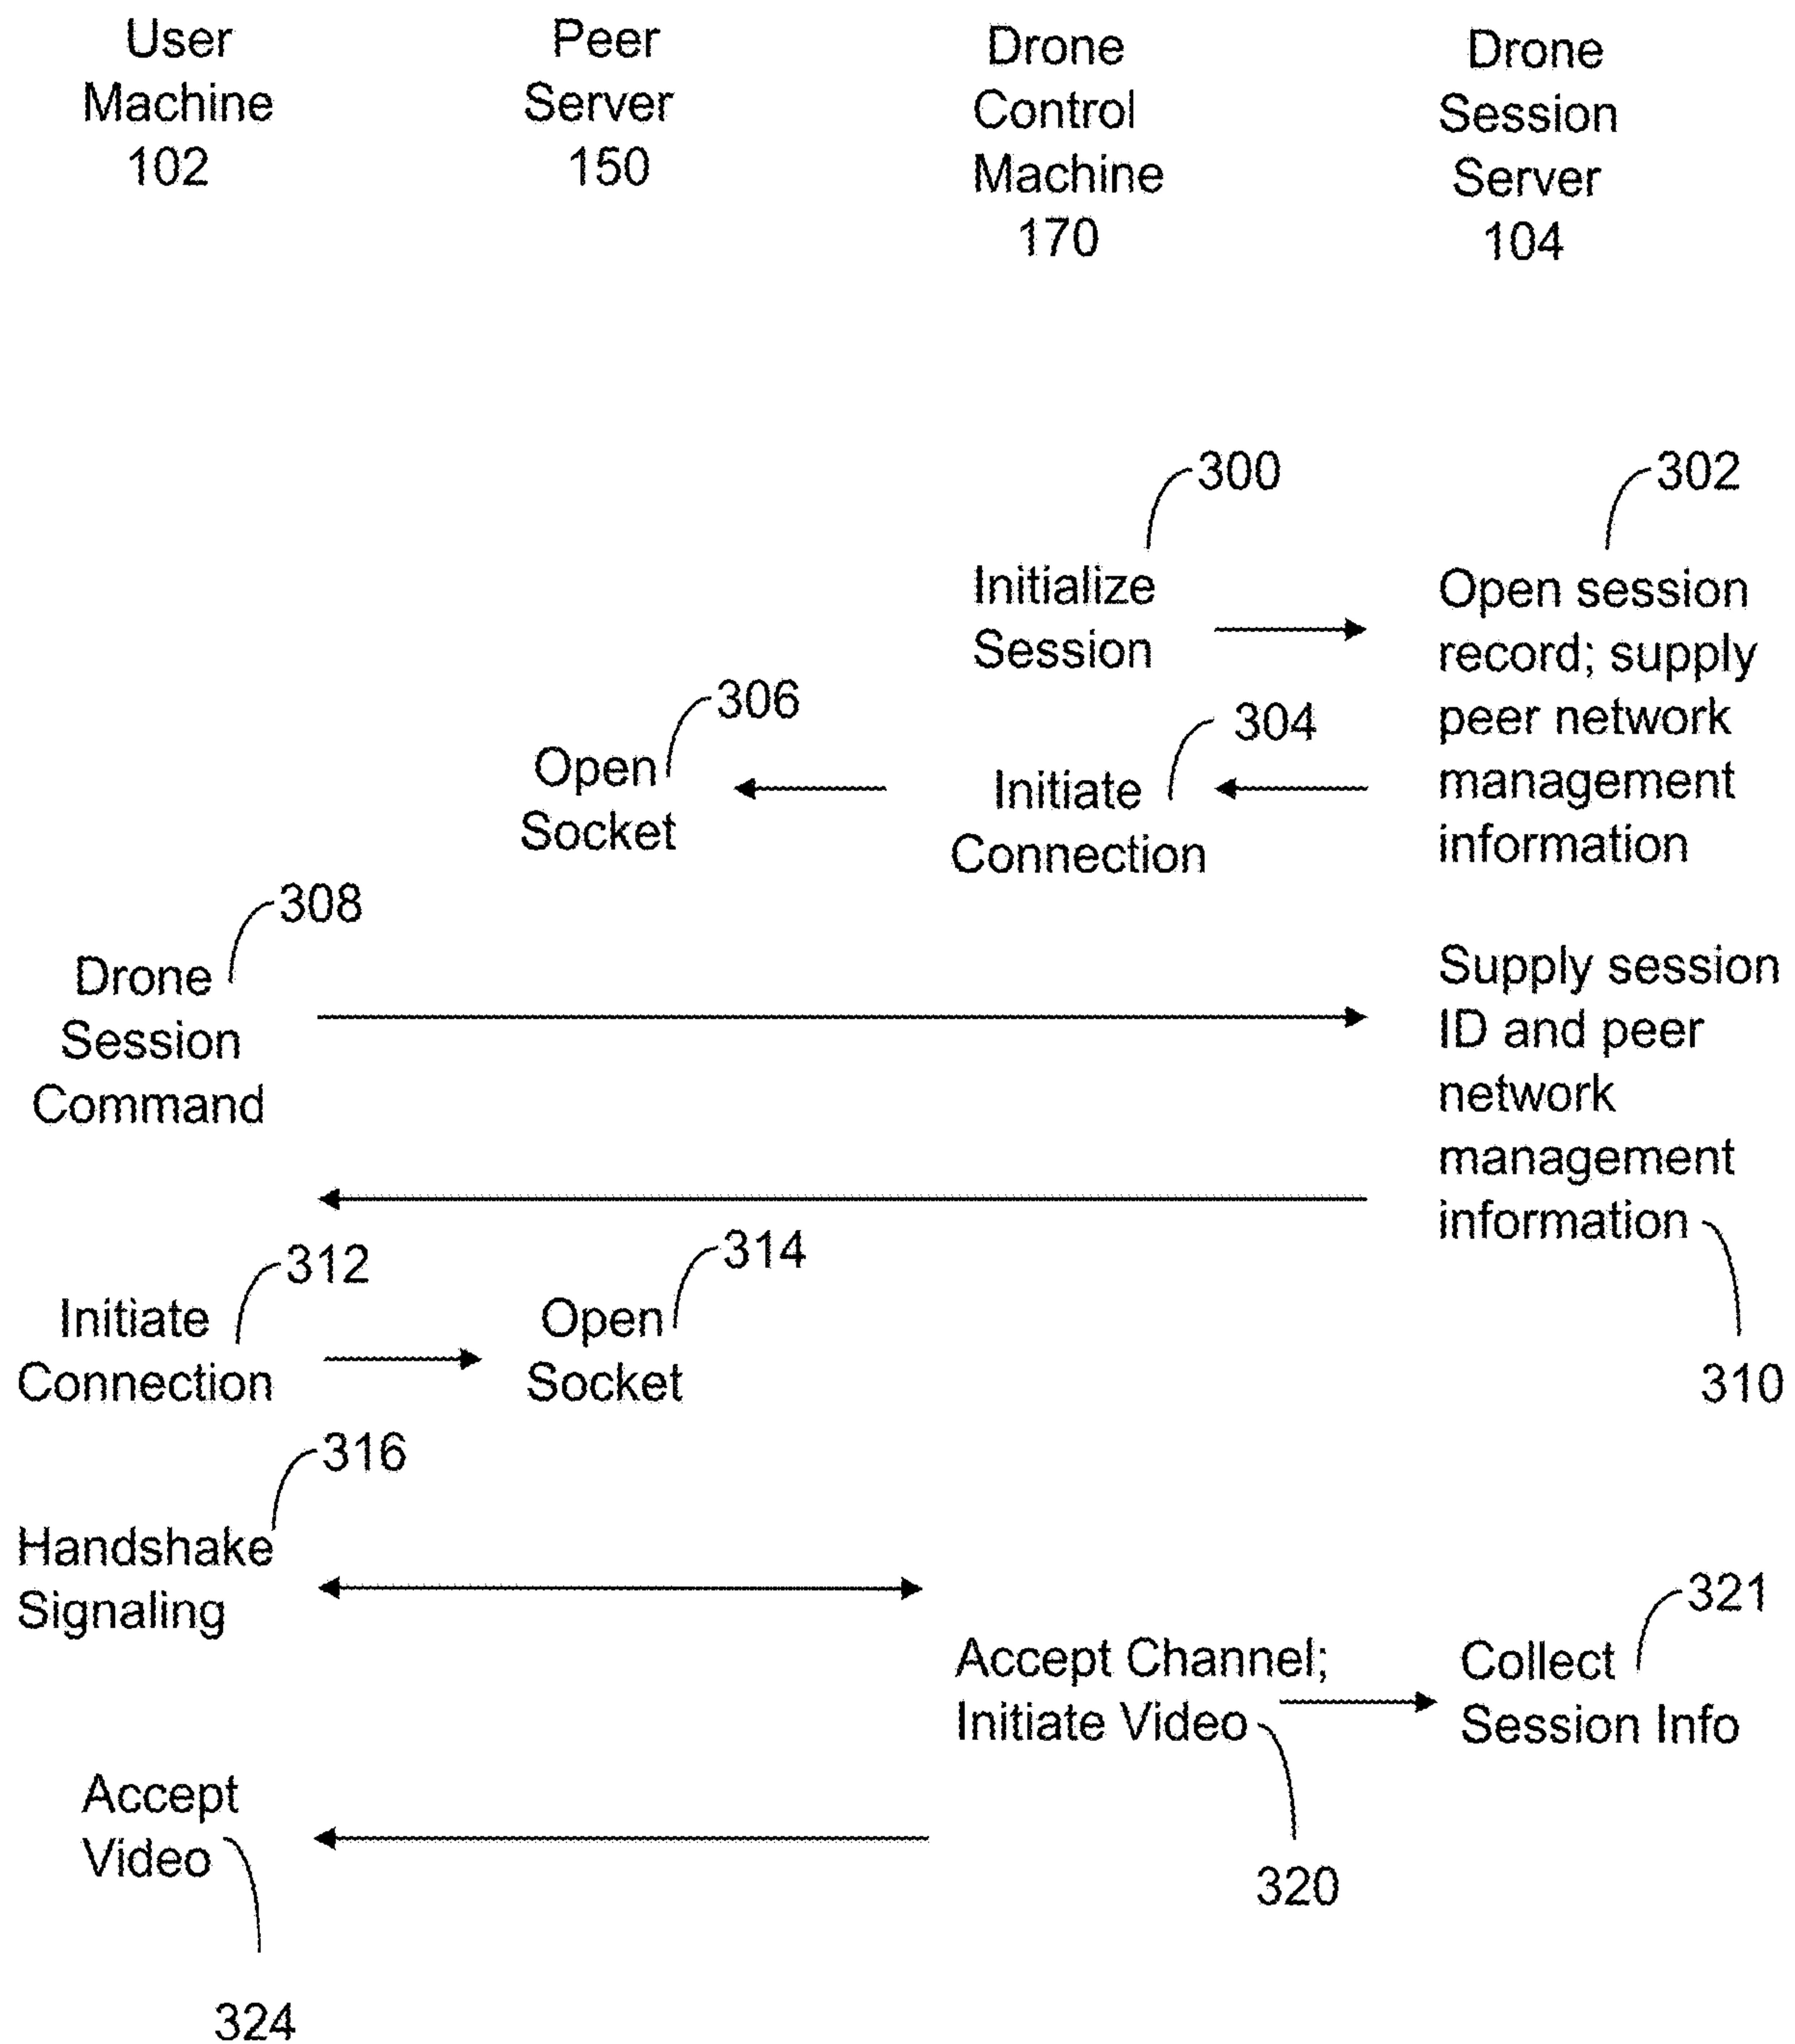 User
Machine
102
Peer
Server
150
Drone
Control
Machine
170
Drone
Session
Server
104
300
Initialize
Session
302
Open session
record; supply
peer network
management
information
306
Open
Socket
304
Initiate
Connection
308
Drone
Session
Command
Supply session
ID and peer
network
management
information
310
312
Initiate
Connection
314
Open
Socket
316
Handshake
Signaling
Accept Channel;
Initiate Video
320
321
Collect
Session Info
Accept
Video
324